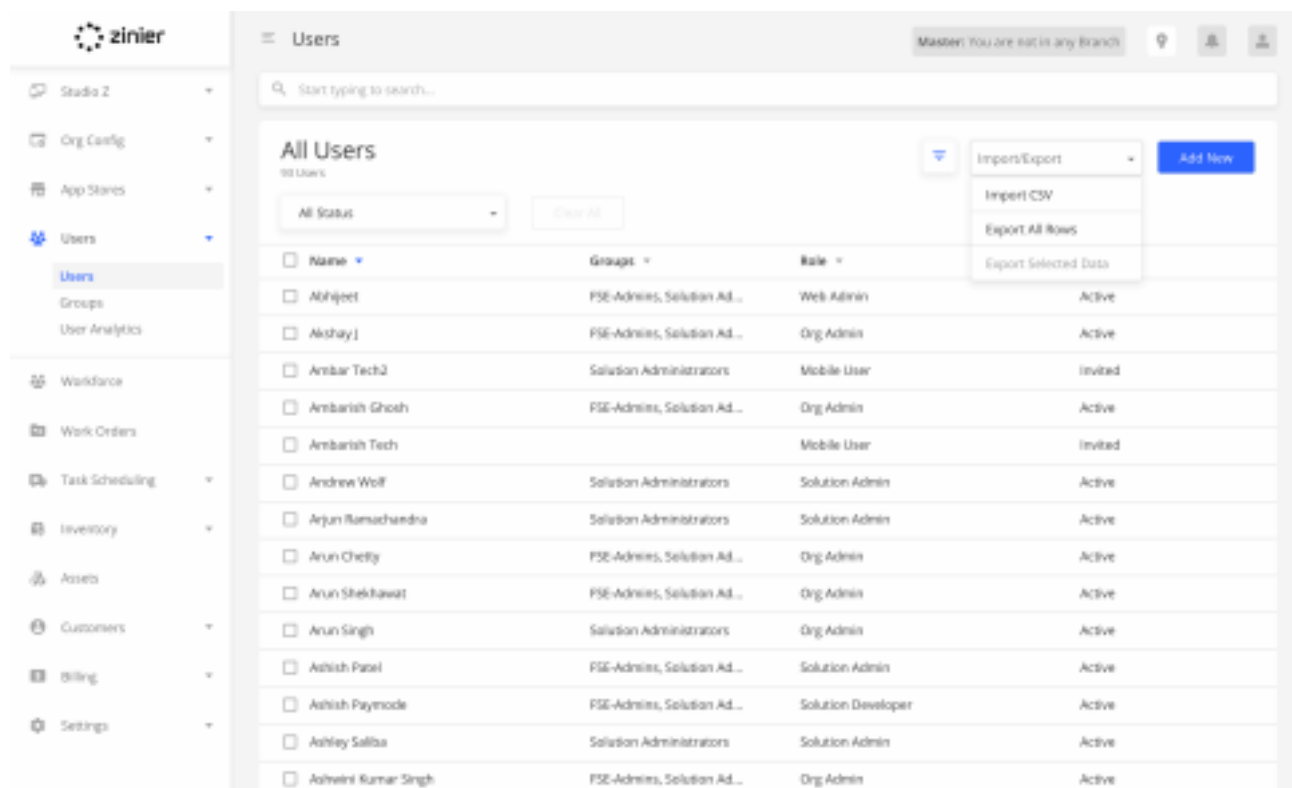 zinier
Users
Master: You are not in any Branch
Start typing to search...
Studio Z
Org Config
App Stores
Users
Users
Groups
User Analytics
Workforce
Work Orders
Task Scheduling
Inventory
Assets
Customers
Billing
Settings
All Users
Users
Import/Export
Add New
Import CSV
Export All Rows
Export Selected Data
All Status
Clear All
Name Groups Role
Abhijeet FSE-Admins, Solution Ad... Web Admin Active
Akshay J FSE-Admins, Solution Ad... Org Admin Active
Ambar Tech2 Solution Administrators Mobile User Invited
Ambarish Ghosh FSE-Admins, Solution Ad... Org Admin Active
Ambarish Tech Mobile User Invited
Andrew Wolf Solution Administrators Solution Admin Active
Arjun Ramachandra Solution Administrators Solution Admin Active
Arun Chetty FSE-Admins, Solution Ad... Org Admin Active
Arun Shekhawat FSE-Admins, Solution Ad... Org Admin Active
Arun Singh Solution Administrators Org Admin Active
Ashish Patel FSE-Admins, Solution Ad... Solution Admin Active
Ashish Paymode FSE-Admins, Solution Ad... Solution Developer Active
Ashley Saliba Solution Administrators Solution Admin Active
Ashwini Kumar Singh FSE-Admins, Solution Ad... Org Admin Active